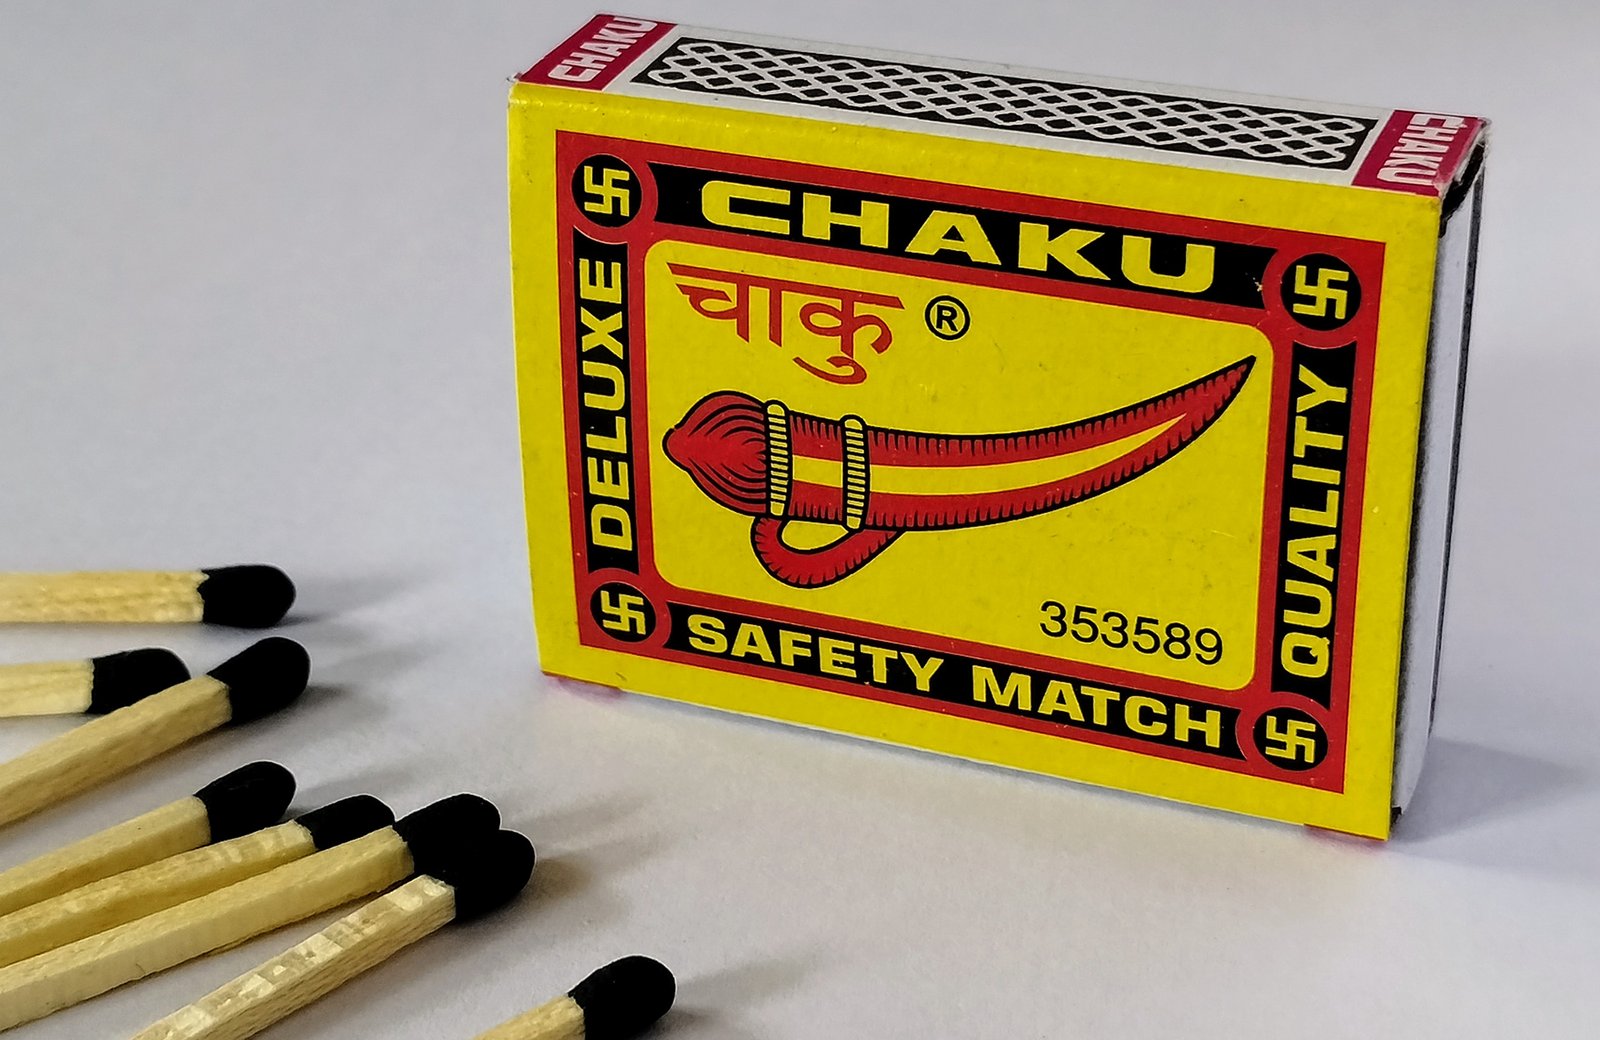 CHAKU
CHAKU
CHAKU
चाकु ®
DELUXE
QUALITY
353589
SAFETY MATCH